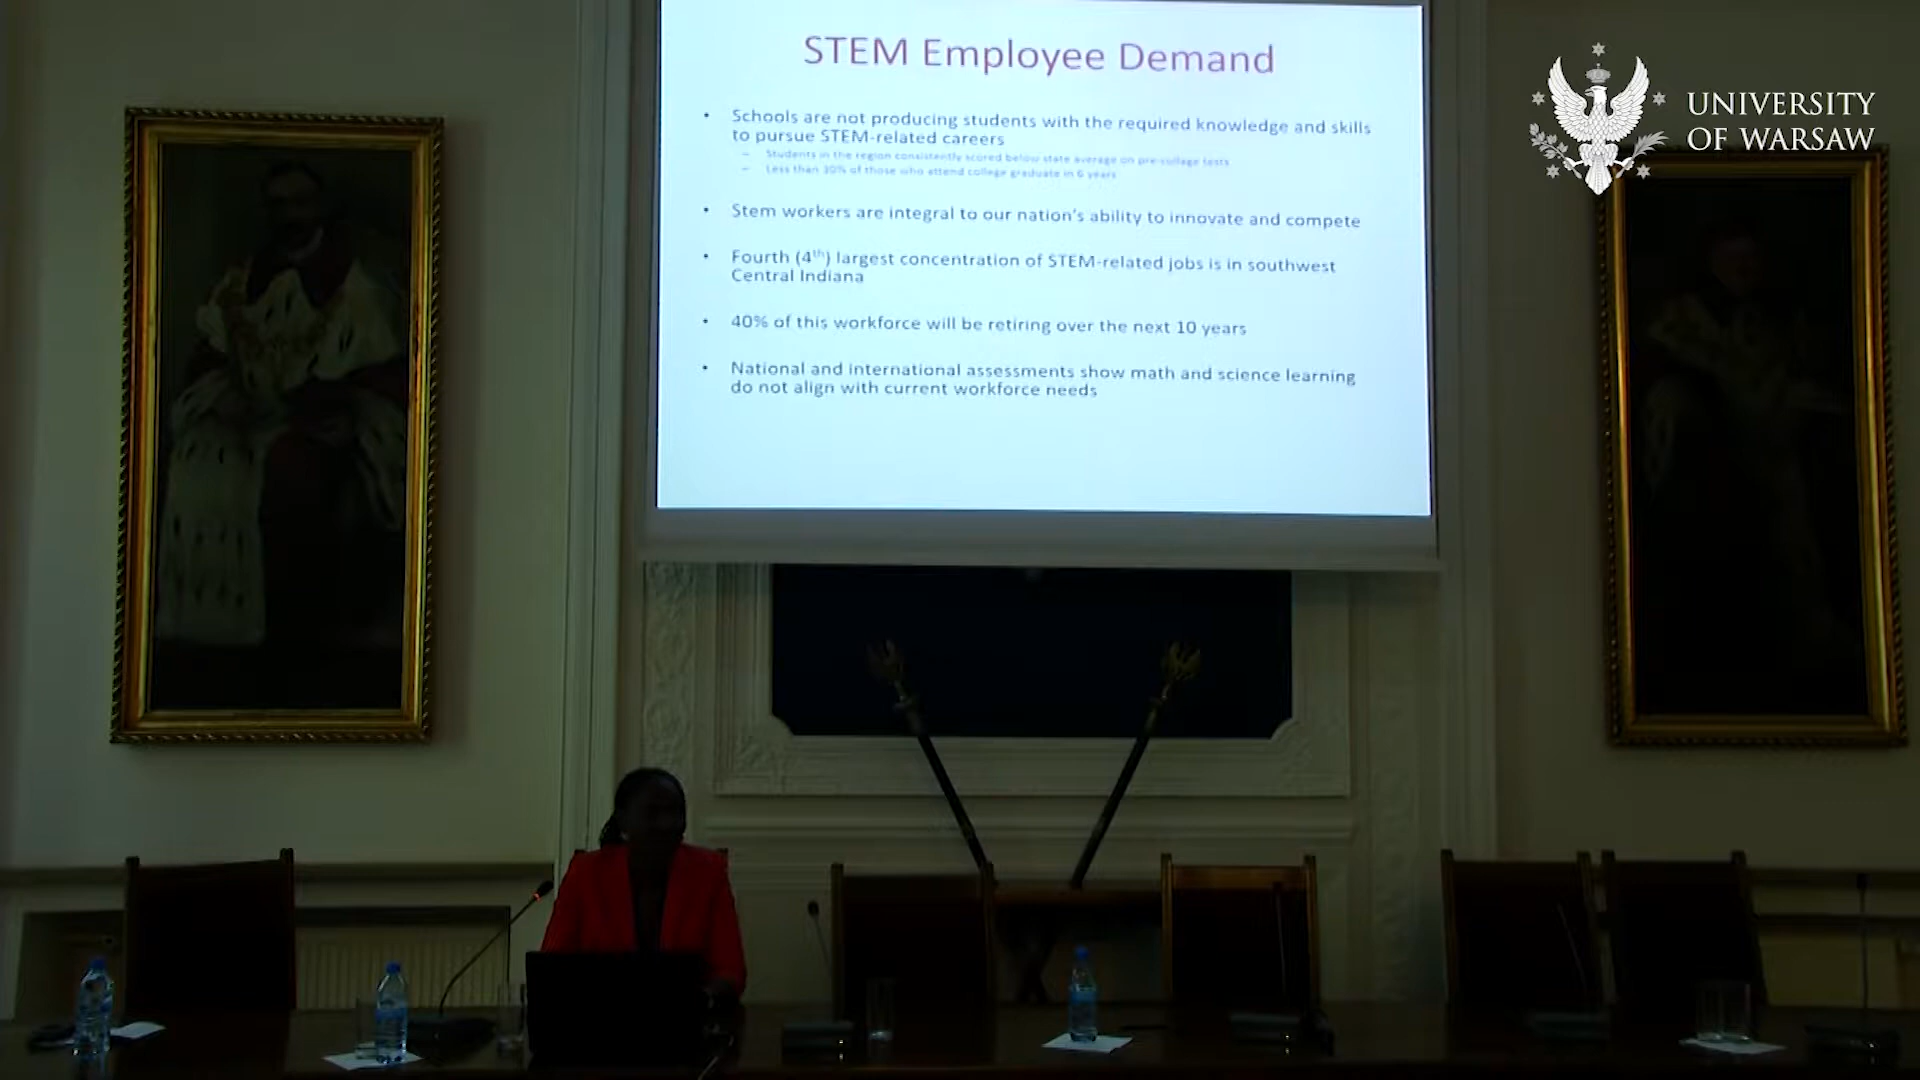 STEM Employee Demand
• Schools are not producing students with the required knowledge and skills
to pursue STEM-related careers
– Students in the region consistently scored below state average on pre-college tests
– Less than 30% of those who attend college graduate in 6 years
• Stem workers are integral to our nation's ability to innovate and compete
• Fourth (4th) largest concentration of STEM-related jobs is in southwest
Central Indiana
• 40% of this workforce will be retiring over the next 10 years
• National and international assessments show math and science learning
do not align with current workforce needs
UNIVERSITY
OF WARSAW